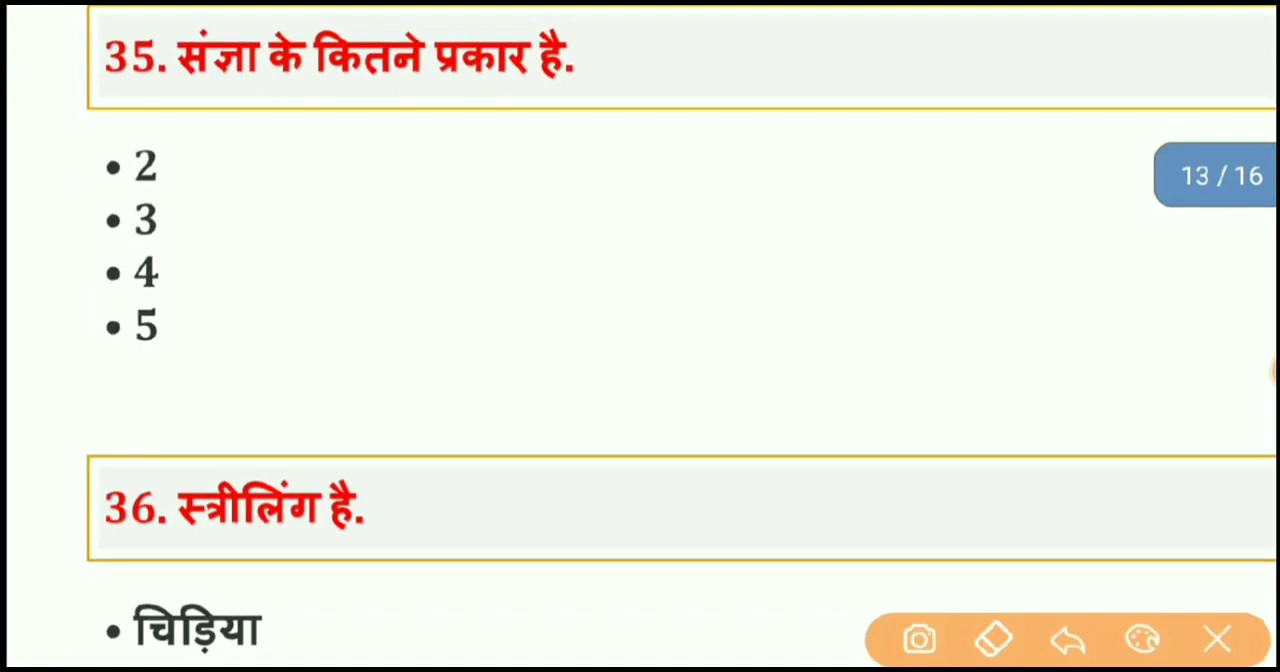 35. संज्ञा के कितने प्रकार है.
• 2
13 / 16
• 3
• 4
• 5
36. स्त्रीलिंग है.
• चिड़िया